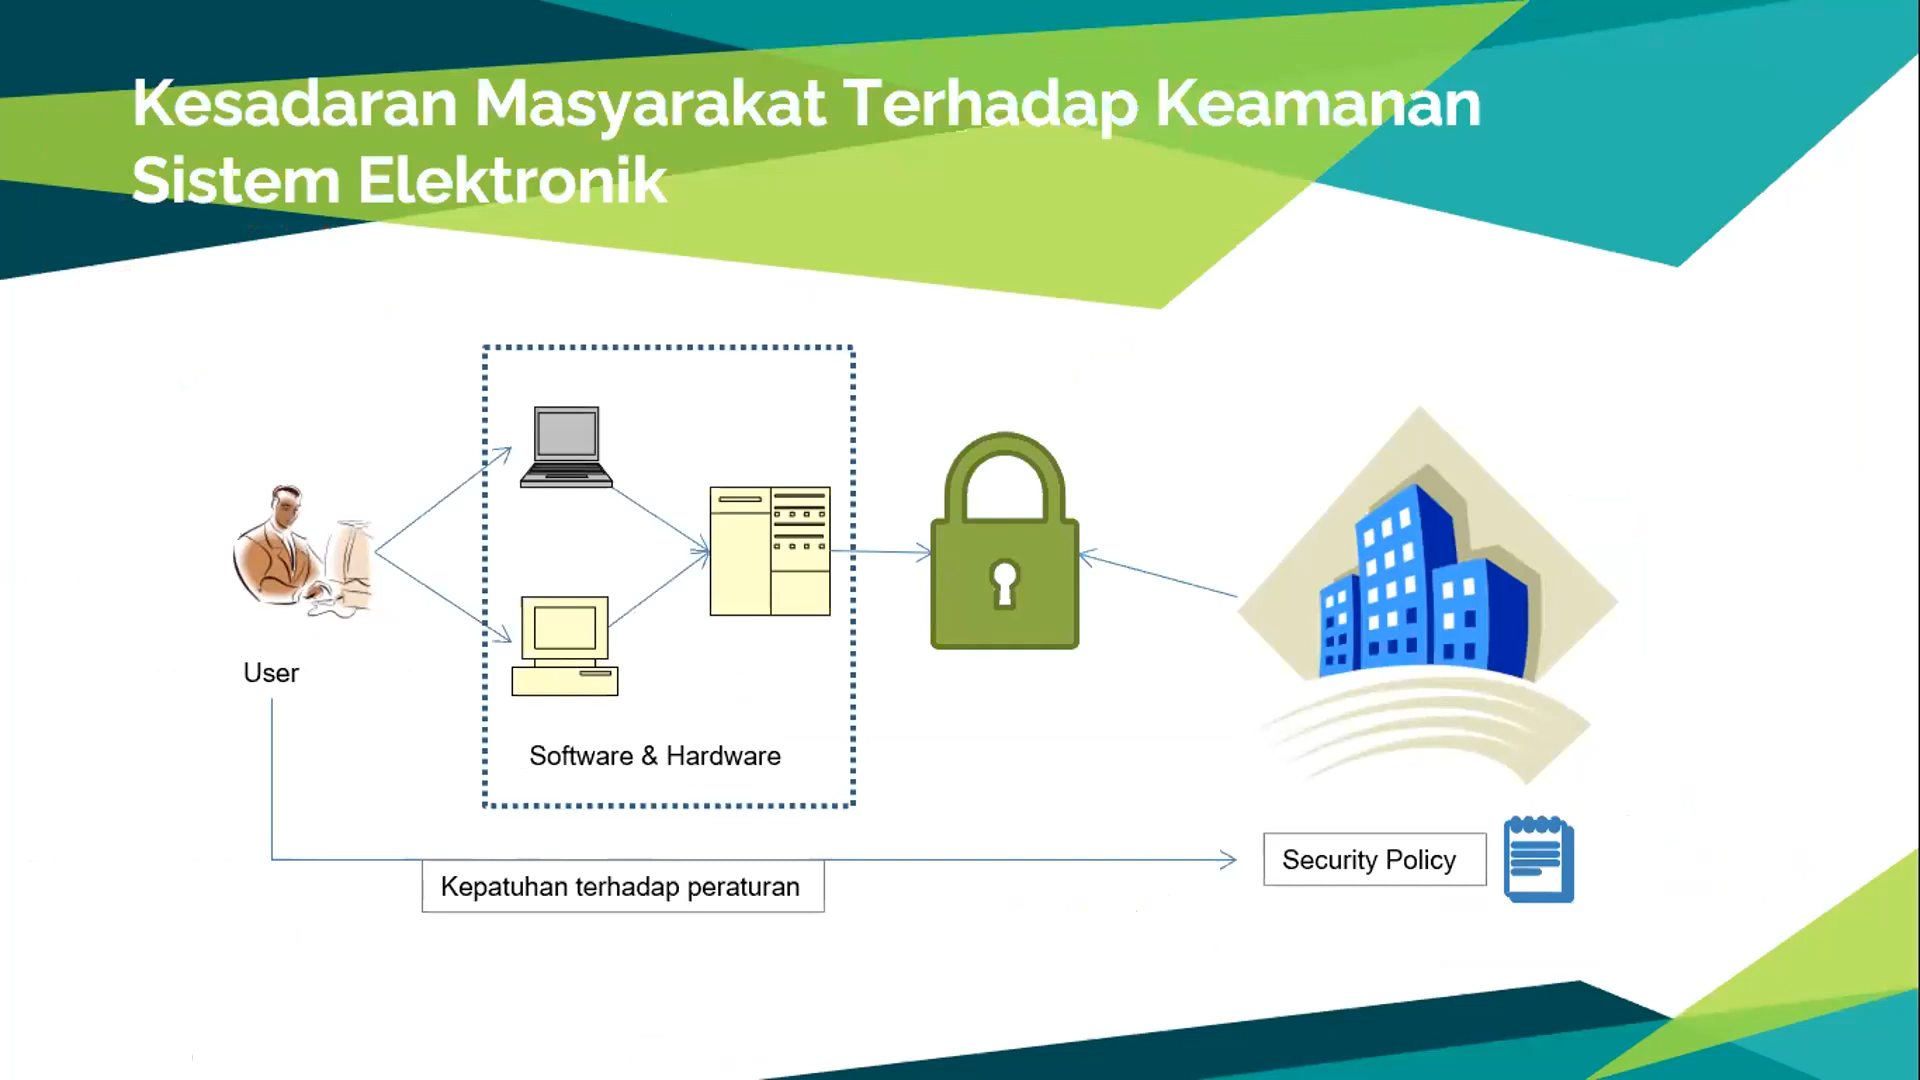 Kesadaran Masyarakat Terhadap Keamanan
Sistem Elektronik
User
Software & Hardware
Kepatuhan terhadap peraturan
Security Policy